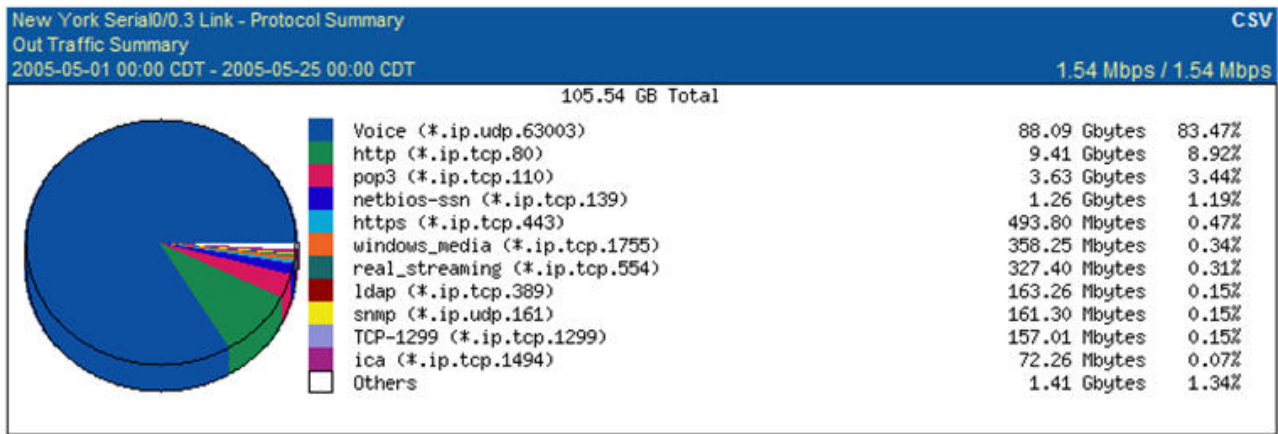 New York Serial0/0.3 Link - Protocol Summary CSV
Out Traffic Summary
2005-05-01 00:00 CDT - 2005-05-25 00:00 CDT 1.54 Mbps / 1.54 Mbps
105.54 GB Total
Voice (*.ip.udp.63003) 88.09 Gbytes 83.47%
http (*.ip.tcp.80) 9.41 Gbytes 8.92%
pop3 (*.ip.tcp.110) 3.63 Gbytes 3.44%
netbios-ssn (*.ip.tcp.139) 1.26 Gbytes 1.19%
https (*.ip.tcp.443) 493.80 Mbytes 0.47%
windows_media (*.ip.tcp.1755) 358.25 Mbytes 0.34%
real_streaming (*.ip.tcp.554) 327.40 Mbytes 0.31%
ldap (*.ip.tcp.389) 163.26 Mbytes 0.15%
snmp (*.ip.udp.161) 161.30 Mbytes 0.15%
TCP-1299 (*.ip.tcp.1299) 157.01 Mbytes 0.15%
ica (*.ip.tcp.1494) 72.26 Mbytes 0.07%
Others 1.41 Gbytes 1.34%